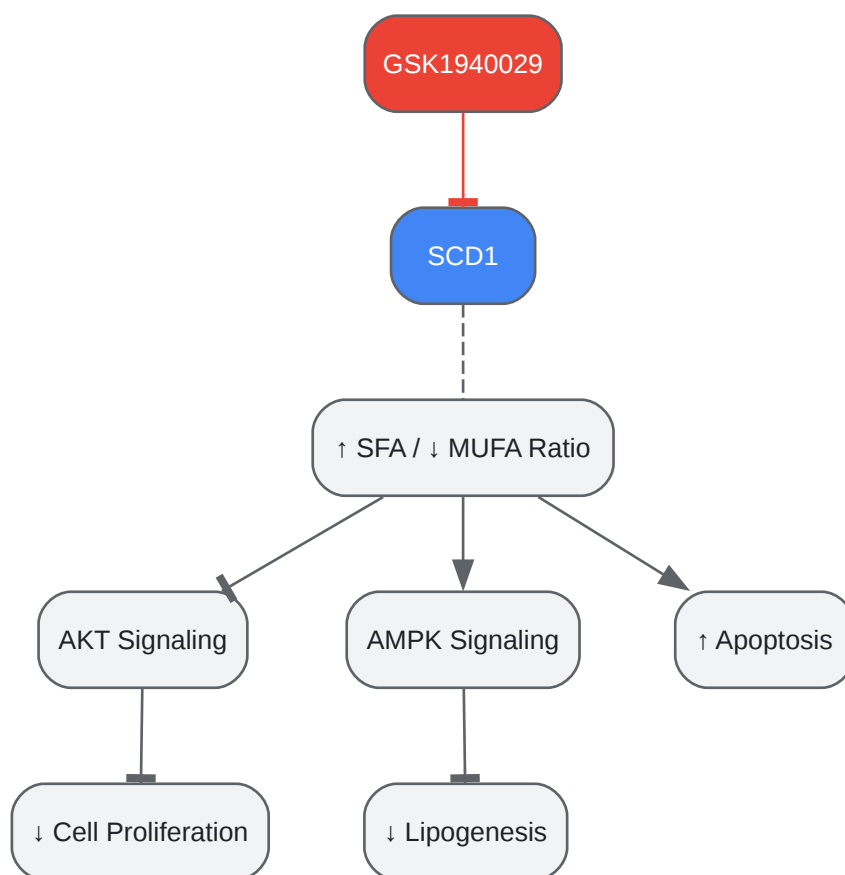 GSK1940029
SCD1
↑ SFA / ↓ MUFA Ratio
AKT Signaling
AMPK Signaling
↑ Apoptosis
↓ Cell Proliferation
↓ Lipogenesis